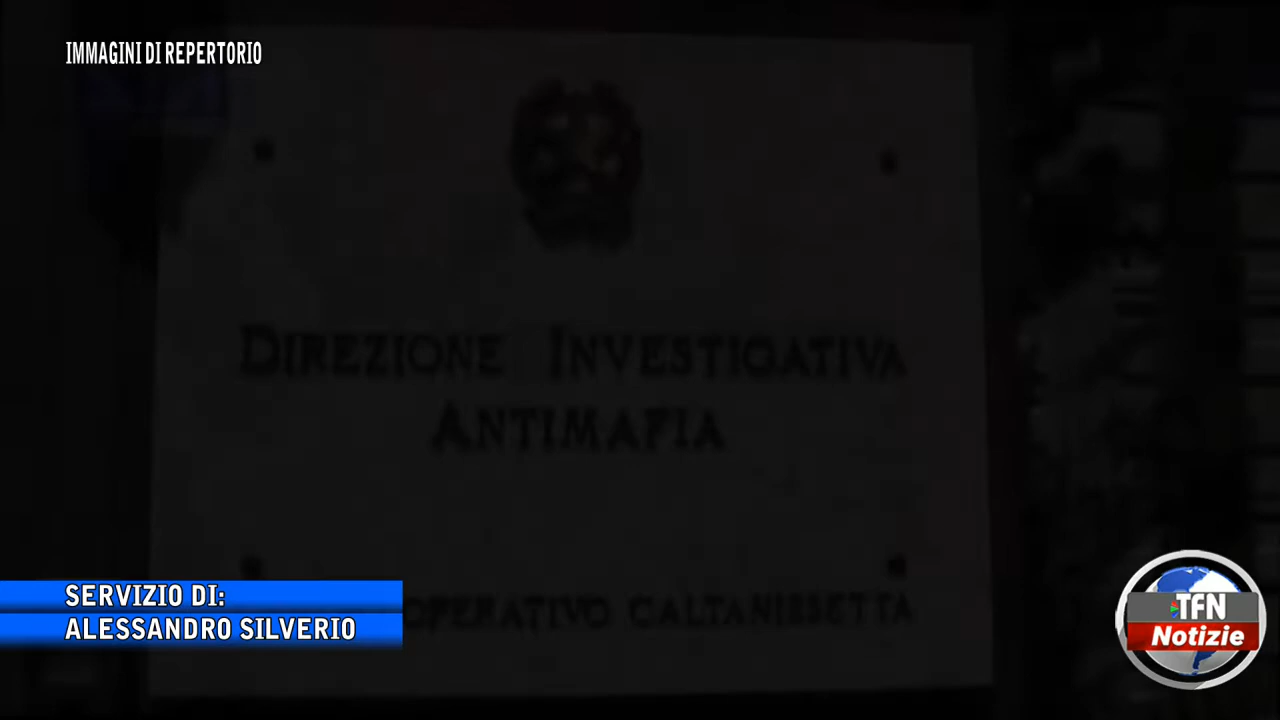 IMMAGINI DI REPERTORIO
DIREZIONE INVESTIGATIVA
ANTIMAFIA
OPERATIVO CALTANISSETTA
SERVIZIO DI:
ALESSANDRO SILVERIO
TFN
Notizie